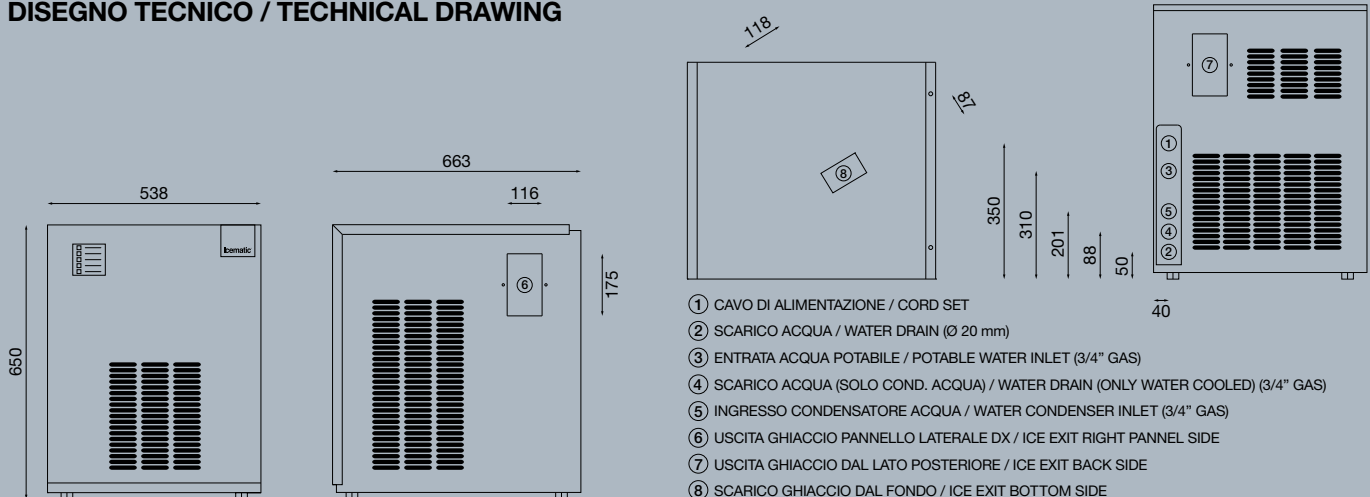 DISEGNO TECNICO / TECHNICAL DRAWING
118
7
87
1
3
663
8
538
116
350
310
5
201
4
Icematic
88
2
50
6
175
40
650
1 CAVO DI ALIMENTAZIONE / CORD SET
2 SCARICO ACQUA / WATER DRAIN (Ø 20 mm)
3 ENTRATA ACQUA POTABILE / POTABLE WATER INLET (3/4” GAS)
4 SCARICO ACQUA (SOLO COND. ACQUA) / WATER DRAIN (ONLY WATER COOLED) (3/4” GAS)
5 INGRESSO CONDENSATORE ACQUA / WATER CONDENSER INLET (3/4” GAS)
6 USCITA GHIACCIO PANNELLO LATERALE DX / ICE EXIT RIGHT PANNEL SIDE
7 USCITA GHIACCIO DAL LATO POSTERIORE / ICE EXIT BACK SIDE
8 SCARICO GHIACCIO DAL FONDO / ICE EXIT BOTTOM SIDE